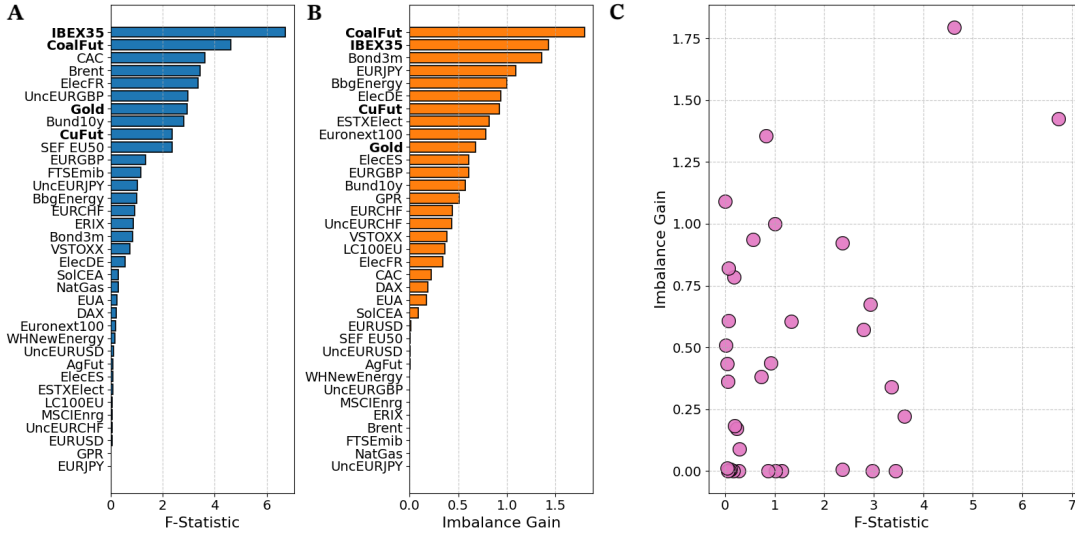 A
IBEX35
CoalFut
CAC
Brent
ElecFR
UncEURGBP
Gold
Bund10y
CuFut
SEF EU50
EURGBP
FTSEmib
UncEURJPY
BbgEnergy
EURCHF
ERIX
Bond3m
VSTOXX
ElecDE
SolCEA
NatGas
EUA
DAX
Euronext100
WHNewEnergy
UncEURUSD
AgFut
ElecES
ESTXElect
LC100EU
MSCIEnrg
UncEURCHF
EURUSD
GPR
EURJPY
0 2 4 6
F-Statistic
B
CoalFut
IBEX35
Bond3m
EURJPY
BbgEnergy
ElecDE
CuFut
ESTXElect
Euronext100
Gold
ElecES
EURGBP
Bund10y
GPR
EURCHF
UncEURCHF
VSTOXX
LC100EU
ElecFR
CAC
DAX
EUA
SolCEA
EURUSD
SEF EU50
UncEURUSD
AgFut
WHNewEnergy
UncEURGBP
MSCIEnrg
ERIX
Brent
FTSEmib
NatGas
UncEURJPY
0.0 0.5 1.0 1.5
Imbalance Gain
C
Imbalance Gain
1.75
1.50
1.25
1.00
0.75
0.50
0.25
0.00
0 1 2 3 4 5 6 7
F-Statistic